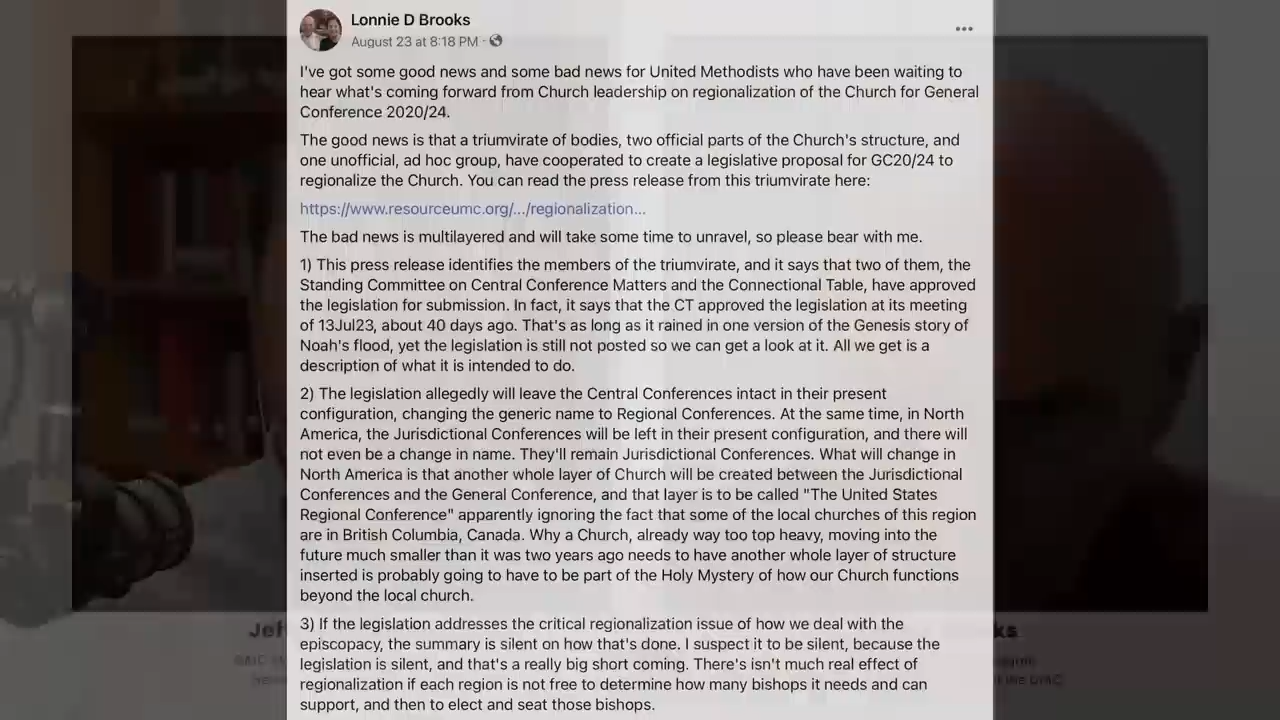 Lonnie D Brooks
August 23 at 8:18 PM ·
I've got some good news and some bad news for United Methodists who have been waiting to
hear what's coming forward from Church leadership on regionalization of the Church for General
Conference 2020/24.
The good news is that a triumvirate of bodies, two official parts of the Church's structure, and
one unofficial, ad hoc group, have cooperated to create a legislative proposal for GC20/24 to
regionalize the Church. You can read the press release from this triumvirate here:
https://www.resourceumc.org/.../regionalization...
The bad news is multilayered and will take some time to unravel, so please bear with me.
1) This press release identifies the members of the triumvirate, and it says that two of them, the
Standing Committee on Central Conference Matters and the Connectional Table, have approved
the legislation for submission. In fact, it says that the CT approved the legislation at its meeting
of 13Jul23, about 40 days ago. That's as long as it rained in one version of the Genesis story of
Noah's flood, yet the legislation is still not posted so we can get a look at it. All we get is a
description of what it is intended to do.
2) The legislation allegedly will leave the Central Conferences intact in their present
configuration, changing the generic name to Regional Conferences. At the same time, in North
America, the Jurisdictional Conferences will be left in their present configuration, and there will
not even be a change in name. They'll remain Jurisdictional Conferences. What will change in
North America is that another whole layer of Church will be created between the Jurisdictional
Conferences and the General Conference, and that layer is to be called "The United States
Regional Conference" apparently ignoring the fact that some of the local churches of this region
are in British Columbia, Canada. Why a Church, already way too top heavy, moving into the
future much smaller than it was two years ago needs to have another whole layer of structure
inserted is probably going to have to be part of the Holy Mystery of how our Church functions
beyond the local church.
3) If the legislation addresses the critical regionalization issue of how we deal with the
episcopacy, the summary is silent on how that's done. I suspect it to be silent, because the
legislation is silent, and that's a really big short coming. There's isn't much real effect of
regionalization if each region is not free to determine how many bishops it needs and can
support, and then to elect and seat those bishops.